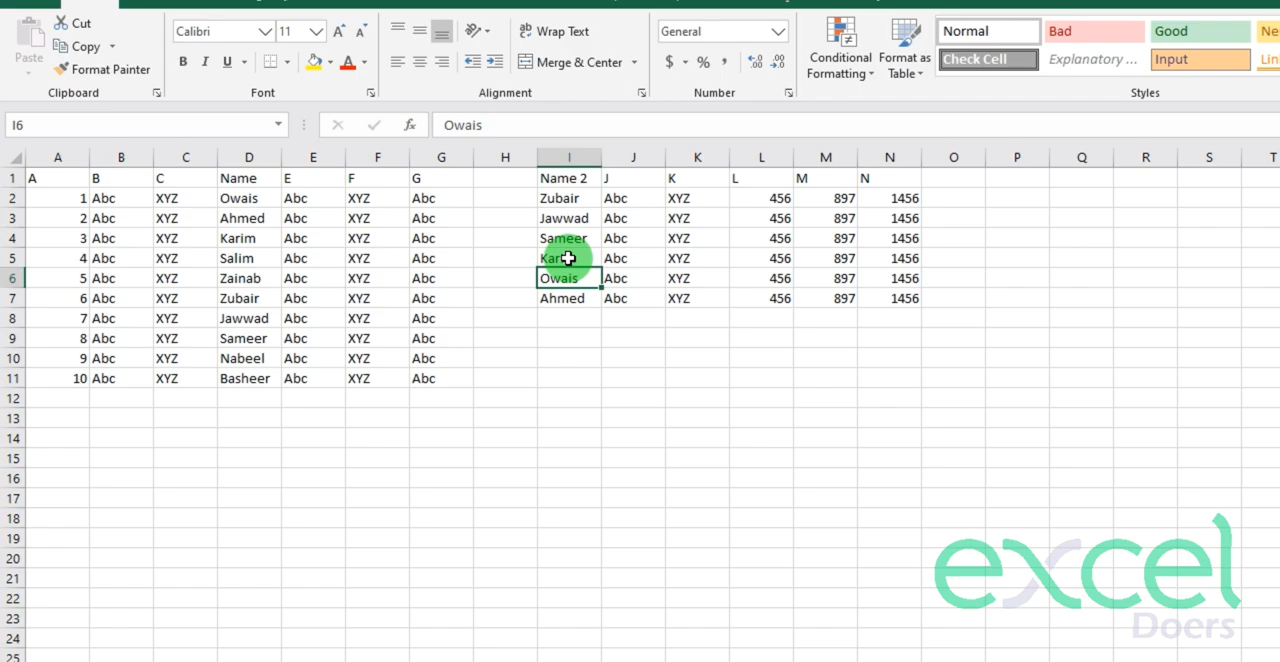 Cut
Calibri 11 A A Wrap Text General Normal Bad Good Ne
Copy
Paste
Format Painter B I U A Merge & Center $ % Conditional Formatting Format as Table Check Cell Explanatory ... Input Lin
Clipboard Font Alignment Number Styles
I6 fx Owais
A B C D E F G H I J K L M N O P Q R S T
1 A B C Name E F G Name 2 J K L M N
2 1 Abc XYZ Owais Abc XYZ Abc Zubair Abc XYZ 456 897 1456
3 2 Abc XYZ Ahmed Abc XYZ Abc Jawwad Abc XYZ 456 897 1456
4 3 Abc XYZ Karim Abc XYZ Abc Sameer Abc XYZ 456 897 1456
5 4 Abc XYZ Salim Abc XYZ Abc Abc XYZ 456 897 1456
6 5 Abc XYZ Zainab Abc XYZ Abc Owais Abc XYZ 456 897 1456
7 6 Abc XYZ Zubair Abc XYZ Abc Ahmed Abc XYZ 456 897 1456
8 7 Abc XYZ Jawwad Abc XYZ Abc
9 8 Abc XYZ Sameer Abc XYZ Abc
10 9 Abc XYZ Nabeel Abc XYZ Abc
11 10 Abc XYZ Basheer Abc XYZ Abc
12
13
14
15
16
17
18
19
20
21
22
23
24
25
excel
Doers